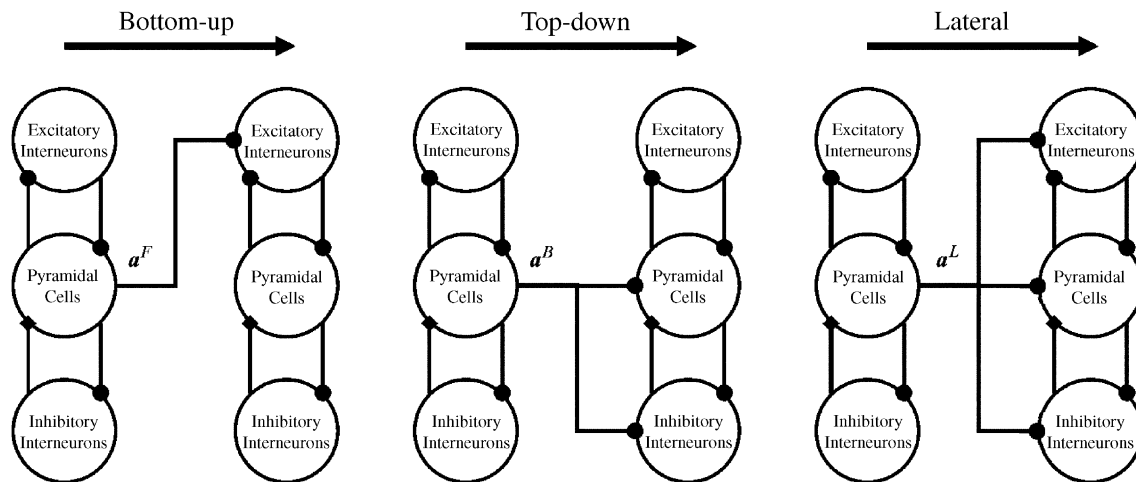 Bottom-up
Top-down
Lateral
Excitatory
Interneurons
Excitatory
Interneurons
Excitatory
Interneurons
Excitatory
Interneurons
Excitatory
Interneurons
Excitatory
Interneurons
Pyramidal
Cells
a^F
Pyramidal
Cells
Pyramidal
Cells
a^B
Pyramidal
Cells
Pyramidal
Cells
a^L
Pyramidal
Cells
Inhibitory
Interneurons
Inhibitory
Interneurons
Inhibitory
Interneurons
Inhibitory
Interneurons
Inhibitory
Interneurons
Inhibitory
Interneurons